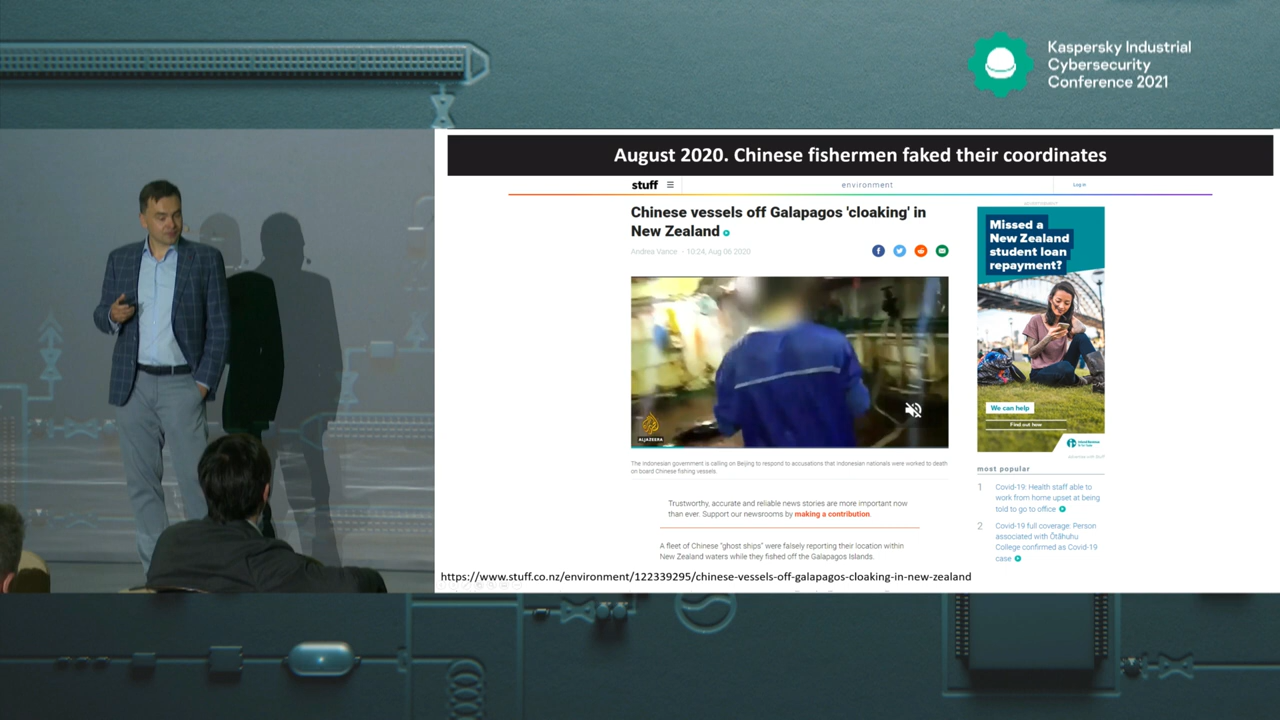 Kaspersky Industrial
Cybersecurity
Conference 2021
August 2020. Chinese fishermen faked their coordinates
stuff
environment
Log in
Chinese vessels off Galapagos 'cloaking' in
New Zealand
Andrea Vance · 10:24, Aug 06 2020
ALJAZEERA
The Indonesian government is calling on Beijing to respond to accusations that Indonesian nationals were worked to death
on board Chinese fishing vessels.
Trustworthy, accurate and reliable news stories are more important now
than ever. Support our newsrooms by making a contribution.
A fleet of Chinese "ghost ships" were falsely reporting their location within
New Zealand waters while they fished off the Galapagos Islands.
ADVERTISEMENT
Missed a
New Zealand
student loan
repayment?
We can help
Find out how
Advertise with Stuff
most popular
1 Covid-19: Health staff able to
work from home upset at being
told to go to office
2 Covid-19 full coverage: Person
associated with Ōtāhuhu
College confirmed as Covid-19
case
https://www.stuff.co.nz/environment/122339295/chinese-vessels-off-galapagos-cloaking-in-new-zealand